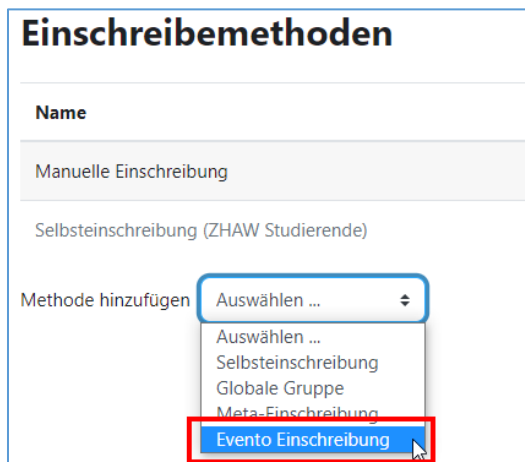 Einschreibemethoden
Name
Manuelle Einschreibung
Selbsteinschreibung (ZHAW Studierende)
Methode hinzufügen Auswählen ...
Auswählen ...
Selbsteinschreibung
Globale Gruppe
Meta-Einschreibung
Evento Einschreibung